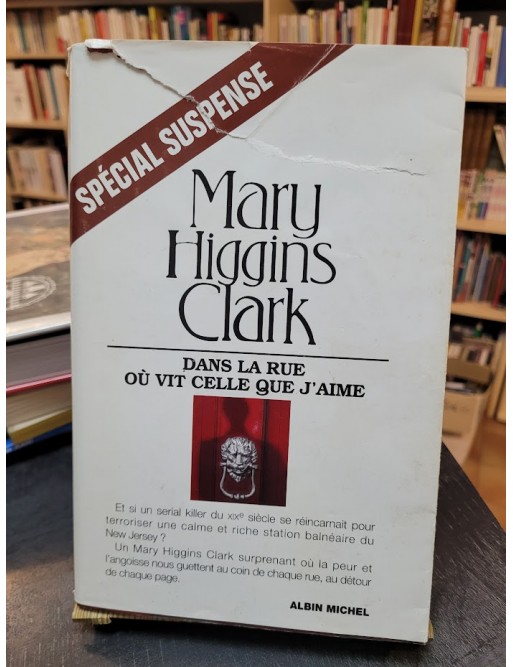 SPÉCIAL SUSPENSE
Mary
Higgins
Clark
DANS LA RUE
OÙ VIT CELLE QUE J'AIME
Et si un serial killer du XIXe siècle se réincarnait pour
terroriser une calme et riche station balnéaire du
New Jersey ?
Un Mary Higgins Clark surprenant où la peur et
l'angoisse nous guettent au coin de chaque rue, au détour
de chaque page.
ALBIN MICHEL